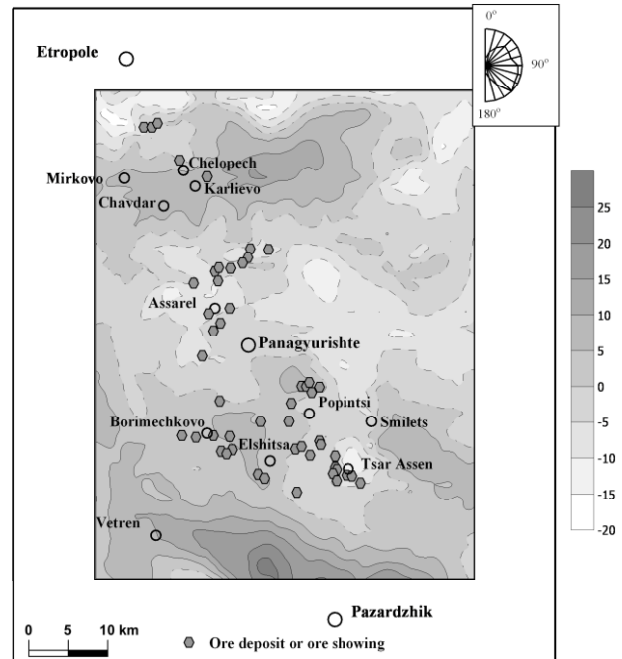 0°
Etropole
90°
180°
Chelopech
Mirkovo
Karlievo
Chavdar
25
20
15
10
5
0
-5
-10
-15
-20
Assarel
Panagyurishte
Popintsi
Borimechkovo
Smilets
Elshitsa
Tsar Assen
Vetren
Pazardzhik
0 5 10 km
Ore deposit or ore showing